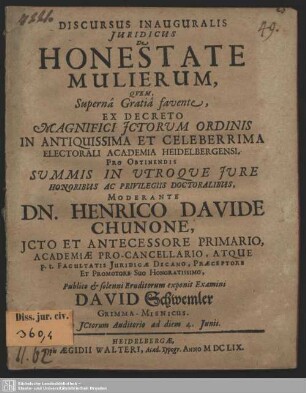 49.
DISCURSUS INAUGURALIS
JURIDICUS
De
HONESTATE
MULIERUM,
QVEM,
Supernâ Gratiâ favente,
EX DECRETO
MAGNIFICI JCTORUM ORDINIS
IN ANTIQUISSIMA ET CELEBERRIMA
ELECTORALI ACADEMIA HEIDELBERGENSI,
PRO OBTINENDIS
SUMMIS IN UTROQUE JURE
HONORIBUS AC PRIVILEGIIS DOCTORALIBUS,
MODERANTE
DN. HENRICO DAVIDE
CHUNONE,
JCTO ET ANTECESSORE PRIMARIO,
ACADEMIÆ PRO-CANCELLARIO, ATQUE
p. t. FACULTATIS JURIDICÆ DECANO, PRÆCEPTORE
ET PROMOTORE SUO HONORATISSIMO,
Publico & solenni Eruditorum exponit Examini
DAVID Schwemler
GRIMMA-MISNICUS.
JCtorum Auditorio ad diem 4. Junii.
HEIDELBERGÆ,
ÆGIDII WALTERI, Acad. Typogr. ANNO MDCLIX.
Diss. jur. civ.
360,4